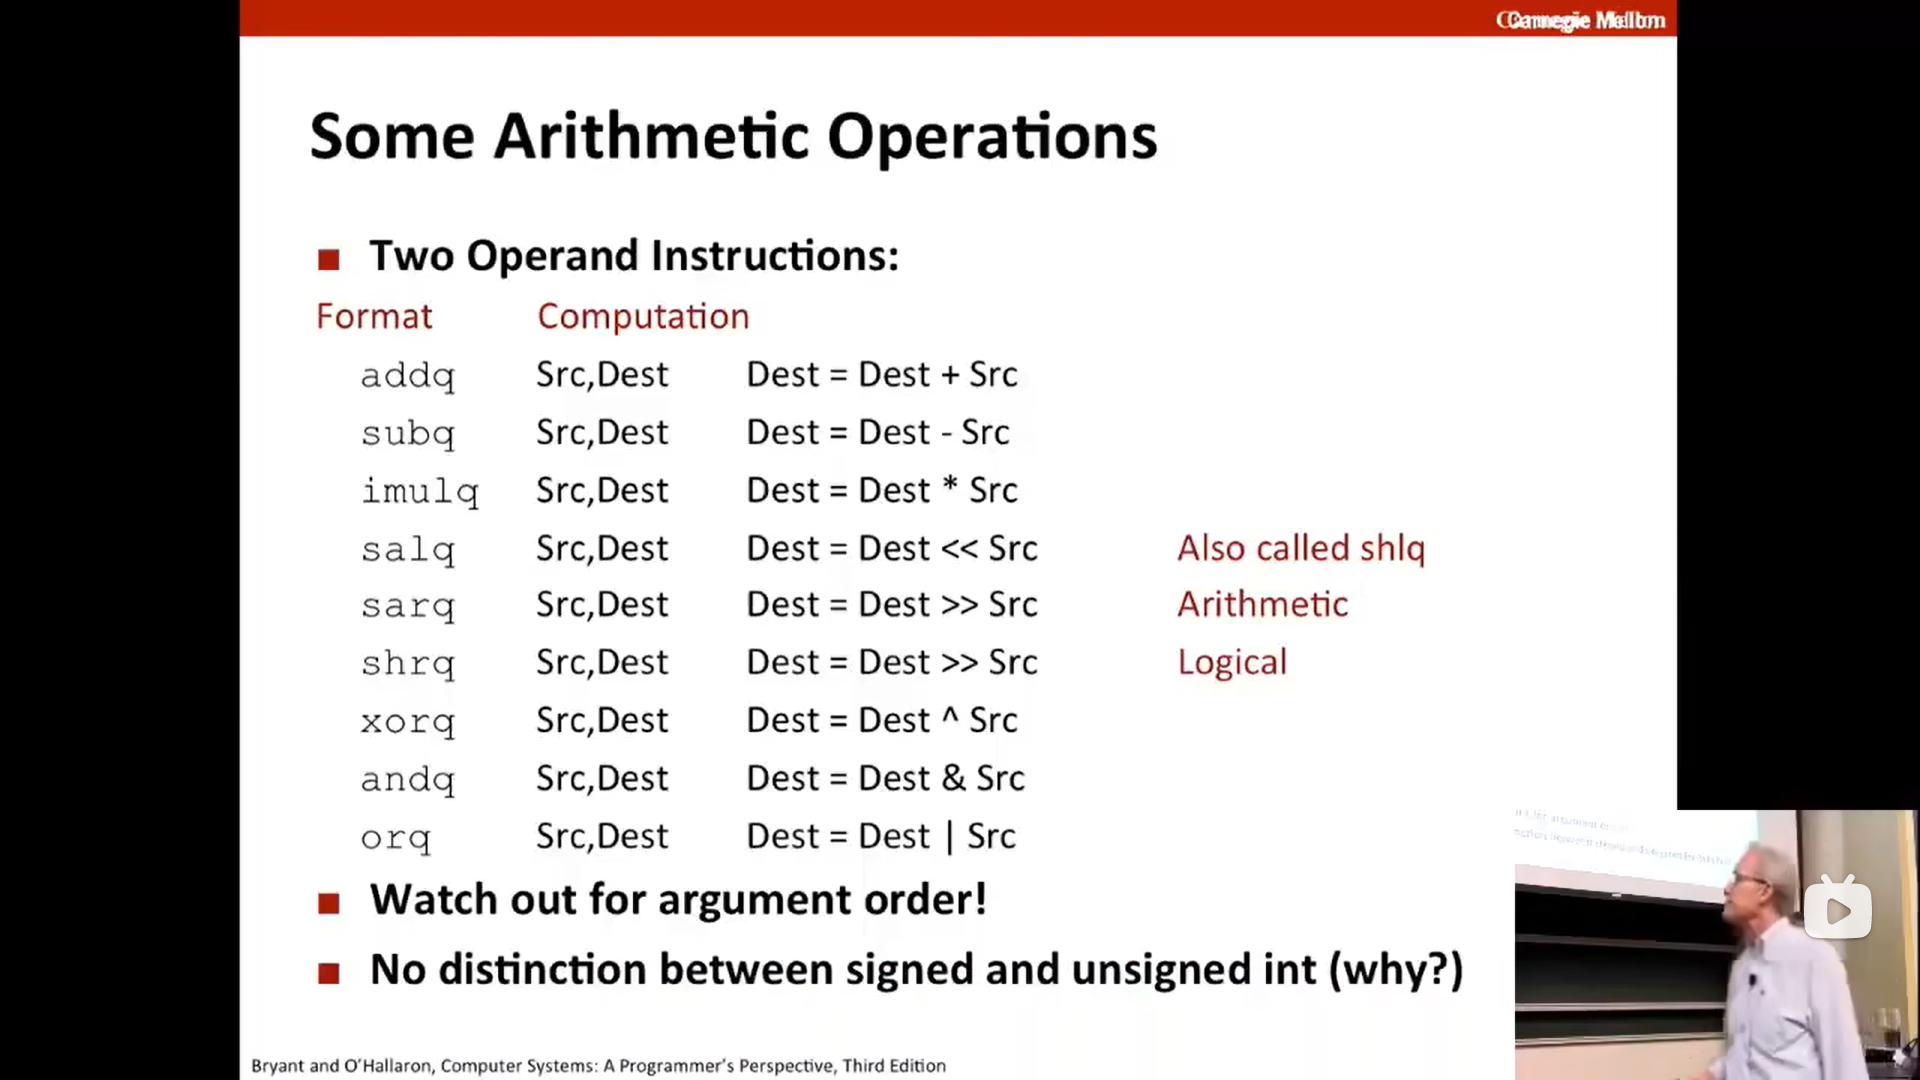 Carnegie Mellon
Some Arithmetic Operations
Two Operand Instructions:
Format Computation
addq Src,Dest Dest = Dest + Src
subq Src,Dest Dest = Dest - Src
imulq Src,Dest Dest = Dest * Src
salq Src,Dest Dest = Dest << Src Also called shlq
sarq Src,Dest Dest = Dest >> Src Arithmetic
shrq Src,Dest Dest = Dest >> Src Logical
xorq Src,Dest Dest = Dest ^ Src
andq Src,Dest Dest = Dest & Src
orq Src,Dest Dest = Dest | Src
Watch out for argument order!
No distinction between signed and unsigned int (why?)
Bryant and O'Hallaron, Computer Systems: A Programmer's Perspective, Third Edition